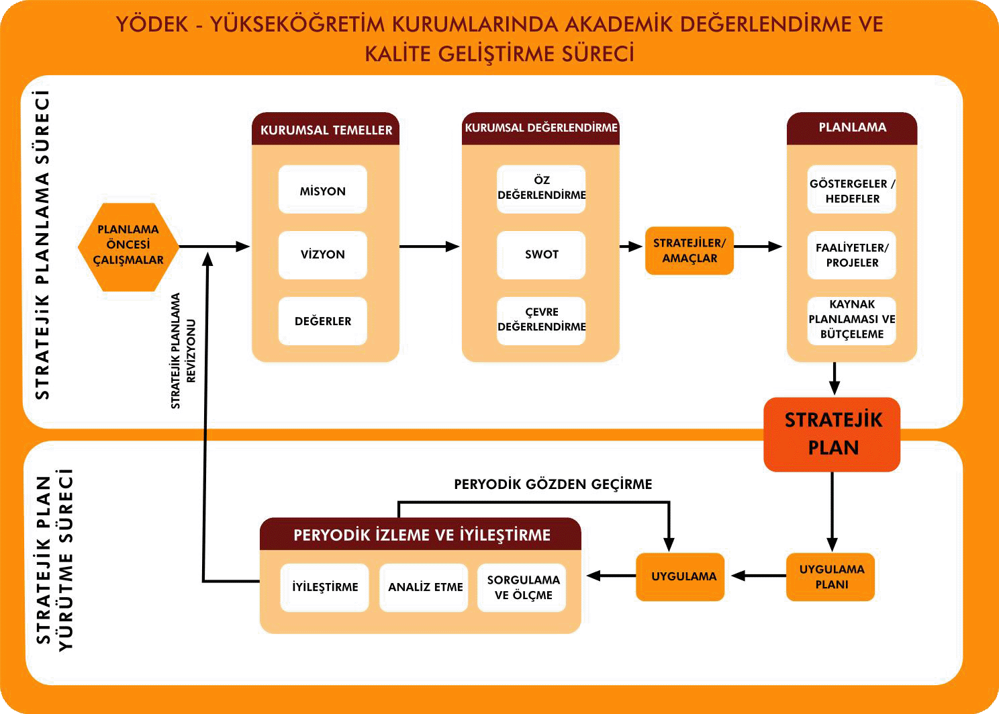 YÖDEK - YÜKSEKÖĞRETİM KURUMLARINDA AKADEMİK DEĞERLENDİRME VE
KALİTE GELİŞTİRME SÜRECİ
STRATEJİK PLANLAMA SÜRECİ
PLANLAMA
ÖNCESİ
ÇALIŞMALAR
STRATEJİK PLANLAMA
REVİZYONU
KURUMSAL TEMELLER
MİSYON
VİZYON
DEĞERLER
KURUMSAL DEĞERLENDİRME
ÖZ
DEĞERLENDİRME
SWOT
ÇEVRE
DEĞERLENDİRME
STRATEJİLER/
AMAÇLAR
PLANLAMA
GÖSTERGELER /
HEDEFLER
FAALİYETLER/
PROJELER
KAYNAK
PLANLAMASI VE
BÜTÇELEME
STRATEJİK
PLAN
STRATEJİK PLAN
YÜRÜTME SÜRECİ
PERYODİK GÖZDEN GEÇİRME
PERYODİK İZLEME VE İYİLEŞTİRME
İYİLEŞTİRME
ANALİZ ETME
SORGULAMA
VE ÖLÇME
UYGULAMA
UYGULAMA
PLANI